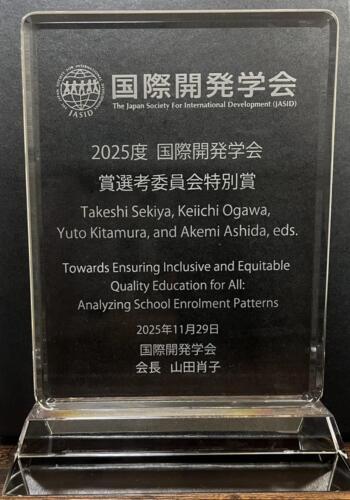 国際開発学会
The Japan Society For International Development (JASID)
JASID
2025度 国際開発学会
賞選考委員会特別賞
Takeshi Sekiya, Keiichi Ogawa,
Yuto Kitamura, and Akemi Ashida, eds.
Towards Ensuring Inclusive and Equitable
Quality Education for All:
Analyzing School Enrolment Patterns
2025年11月29日
国際開発学会
会長 山田肖子